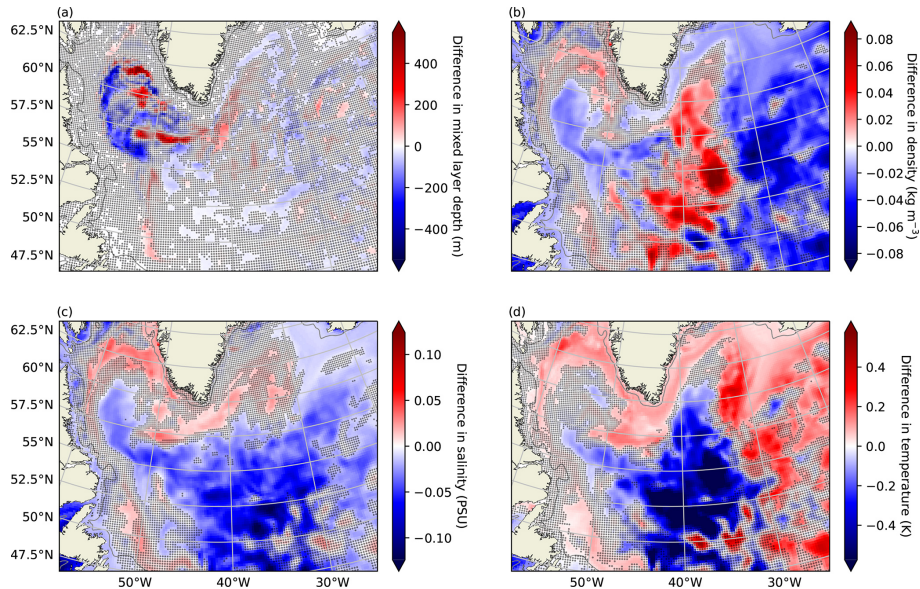 (a)
62.5°N
60°N
57.5°N
55°N
52.5°N
50°N
47.5°N
400
200
0
−200
−400
Difference in mixed layer depth (m)
(b)
0.08
0.06
0.04
0.02
0.00
−0.02
−0.04
−0.06
−0.08
Difference in density (kg m⁻³)
(c)
62.5°N
60°N
57.5°N
55°N
52.5°N
50°N
47.5°N
50°W
40°W
30°W
0.10
0.05
0.00
−0.05
−0.10
Difference in salinity (PSU)
(d)
50°W
40°W
30°W
0.4
0.2
0.0
−0.2
−0.4
Difference in temperature (K)